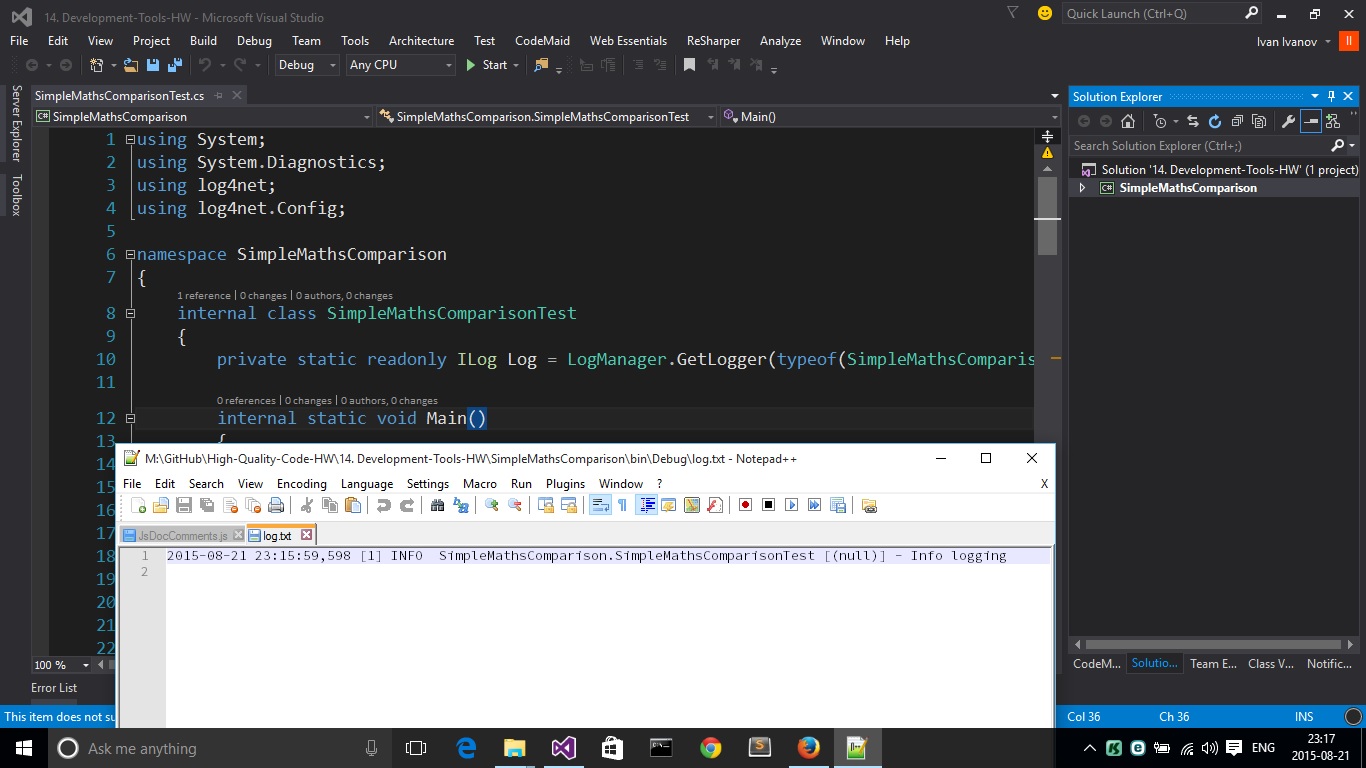 14. Development-Tools-HW - Microsoft Visual Studio
Quick Launch (Ctrl+Q)
File Edit View Project Build Debug Team Tools Architecture Test CodeMaid Web Essentials ReSharper Analyze Window Help
Ivan Ivanov II
Debug Any CPU Start
Server Explorer
Toolbox
SimpleMathsComparisonTest.cs
SimpleMathsComparison SimpleMathsComparison.SimpleMathsComparisonTest Main()
1 using System;
2 using System.Diagnostics;
3 using log4net;
4 using log4net.Config;
5
6 namespace SimpleMathsComparison
7 {
1 reference | 0 changes | 0 authors, 0 changes
8 internal class SimpleMathsComparisonTest
9 {
10 private static readonly ILog Log = LogManager.GetLogger(typeof(SimpleMathsComparis
11
0 references | 0 changes | 0 authors, 0 changes
12 internal static void Main()
13 {
14
15
16
17
18
19
20
21
22
100 %
Error List
This item does not su
Col 36 Ch 36 INS
Solution Explorer
Search Solution Explorer (Ctrl+;)
Solution '14. Development-Tools-HW' (1 project)
C# SimpleMathsComparison
CodeM... Solutio... Team E... Class V... Notific...
M:\GitHub\High-Quality-Code-HW\14. Development-Tools-HW\SimpleMathsComparison\bin\Debug\log.txt - Notepad++
File Edit Search View Encoding Language Settings Macro Run Plugins Window ? X
JsDocComments.js log.txt
1 2015-08-21 23:15:59,598 [1] INFO  SimpleMathsComparison.SimpleMathsComparisonTest [(null)] - Info logging
2
Ask me anything
ENG
23:17
2015-08-21